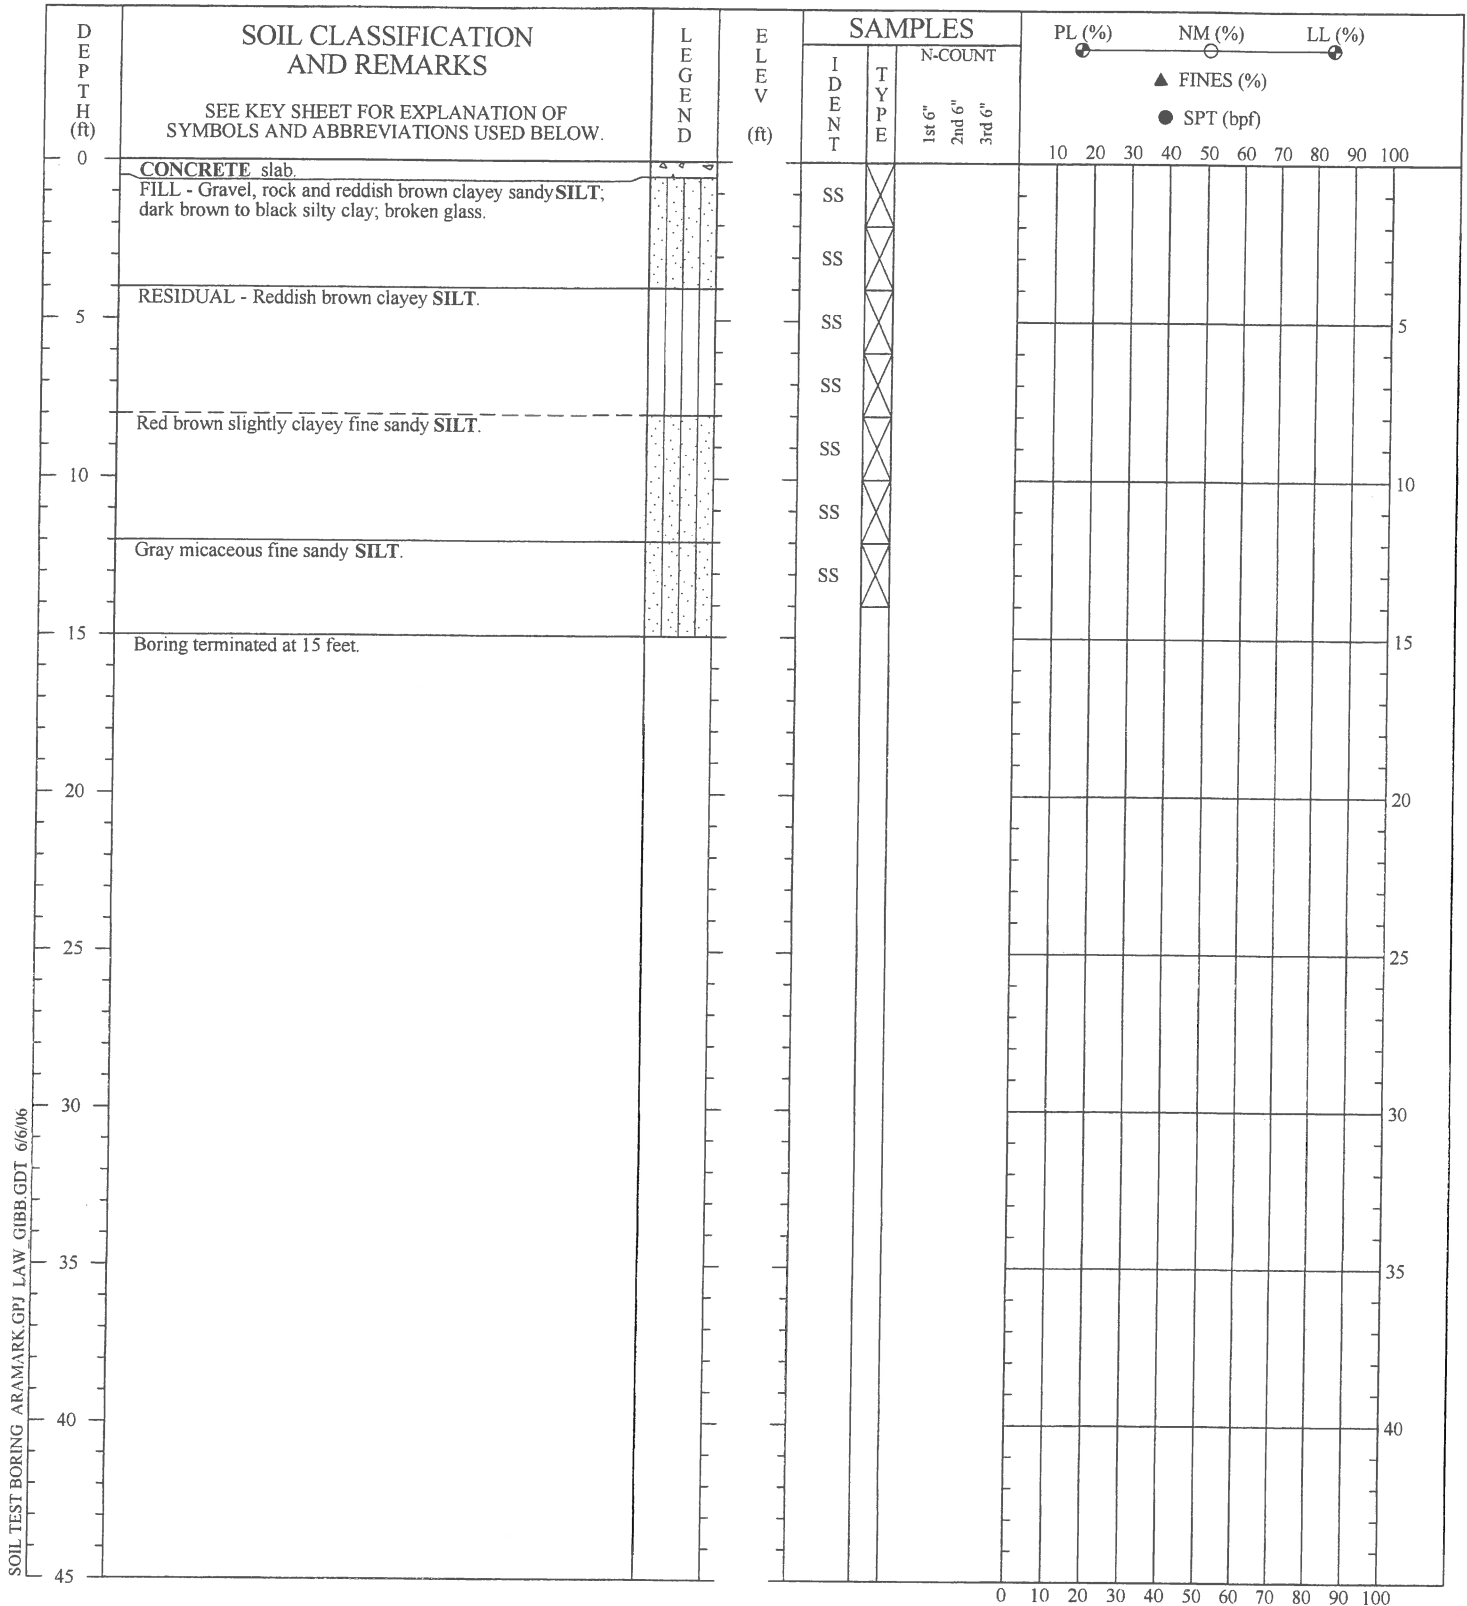 DEPTH (ft)
SOIL CLASSIFICATION
AND REMARKS
SEE KEY SHEET FOR EXPLANATION OF
SYMBOLS AND ABBREVIATIONS USED BELOW.
LEGEND
ELEV (ft)
SAMPLES
IDENT
TYPE
N-COUNT
1st 6"
2nd 6"
3rd 6"
PL (%) NM (%) LL (%)
FINES (%)
SPT (bpf)
10 20 30 40 50 60 70 80 90 100
0
CONCRETE slab.
FILL - Gravel, rock and reddish brown clayey sandy SILT;
dark brown to black silty clay; broken glass.
SS
SS
RESIDUAL - Reddish brown clayey SILT.
5
SS
5
SS
Red brown slightly clayey fine sandy SILT.
SS
10
10
SS
Gray micaceous fine sandy SILT.
SS
15
15
Boring terminated at 15 feet.
20
20
25
25
30
30
35
35
40
40
45
0 10 20 30 40 50 60 70 80 90 100
SOIL TEST BORING ARAMARK.GPJ LAW_GIBB.GDT 6/6/06